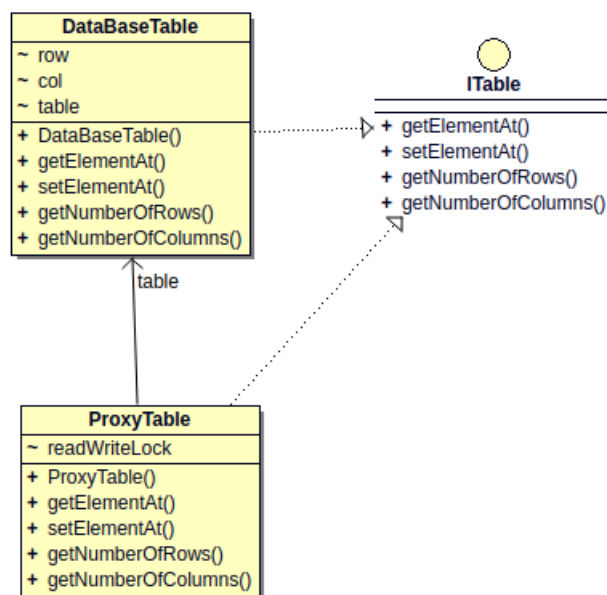 DataBaseTable
~ row
~ col
~ table
+ DataBaseTable()
+ getElementAt()
+ setElementAt()
+ getNumberOfRows()
+ getNumberOfColumns()
ITable
+ getElementAt()
+ setElementAt()
+ getNumberOfRows()
+ getNumberOfColumns()
table
ProxyTable
~ readWriteLock
+ ProxyTable()
+ getElementAt()
+ setElementAt()
+ getNumberOfRows()
+ getNumberOfColumns()